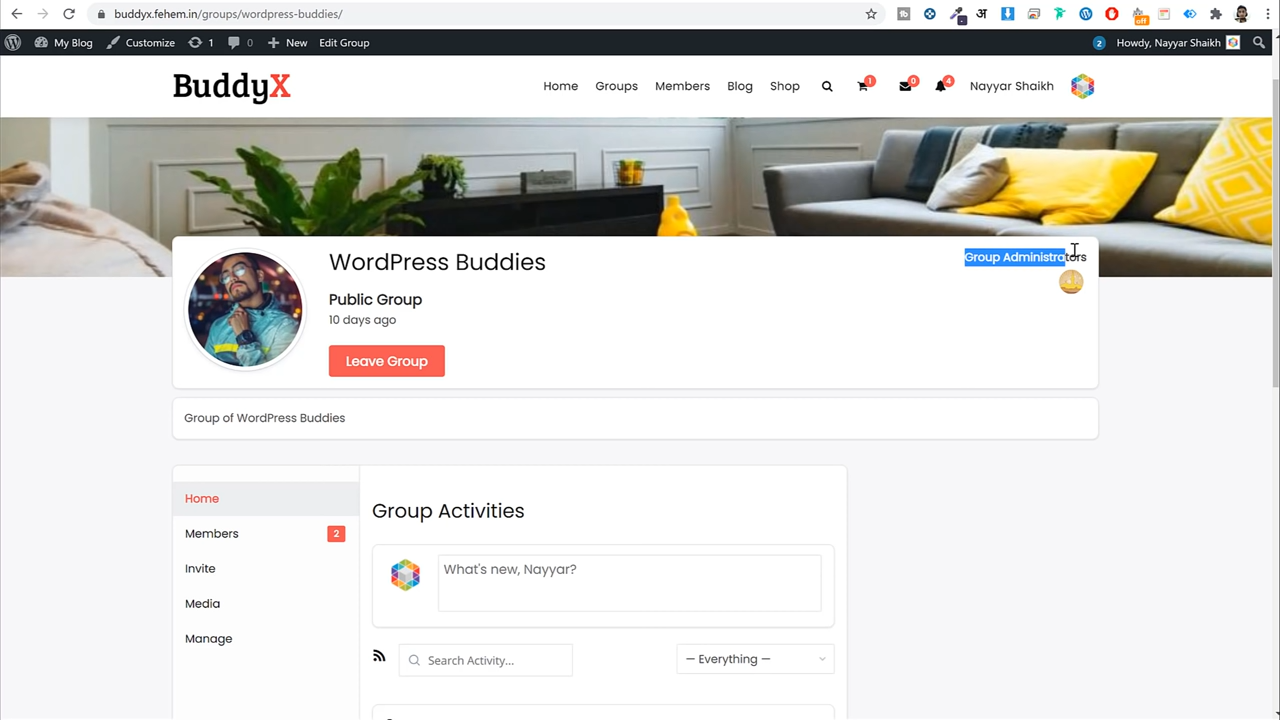 buddyx.fehem.in/groups/wordpress-buddies/
off
My Blog Customize 1 0 New Edit Group 2 Howdy, Nayyar Shaikh
BuddyX Home Groups Members Blog Shop 1 0 4 Nayyar Shaikh
WordPress Buddies
Group Administrators
Public Group
10 days ago
Leave Group
Group of WordPress Buddies
Home
Members 2
Invite
Media
Manage
Group Activities
What's new, Nayyar?
Search Activity...
— Everything —